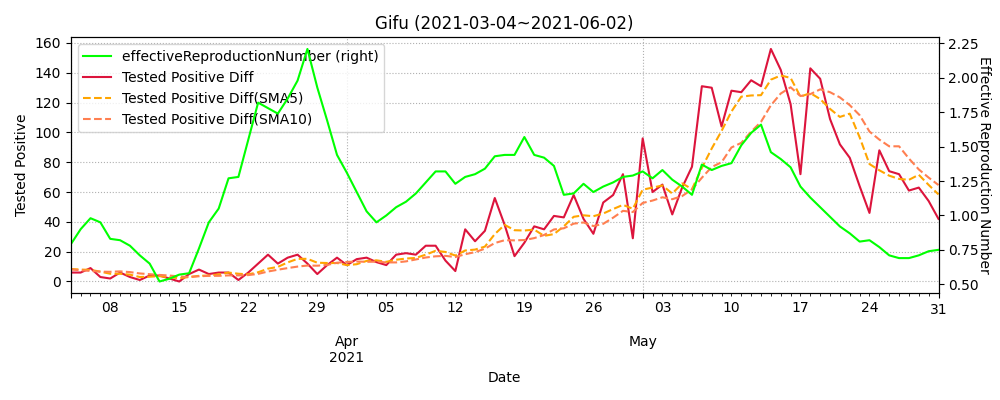 Gifu (2021-03-04~2021-06-02)
effectiveReproductionNumber (right)
Tested Positive Diff
Tested Positive Diff(SMA5)
Tested Positive Diff(SMA10)
Tested Positive
160
140
120
100
80
60
40
20
0
2.25
2.00
1.75
1.50
1.25
1.00
0.75
0.50
Effective Reproduction Number
08 15 22 29 05 12 19 26 03 10 17 24 31
Apr May
2021
Date